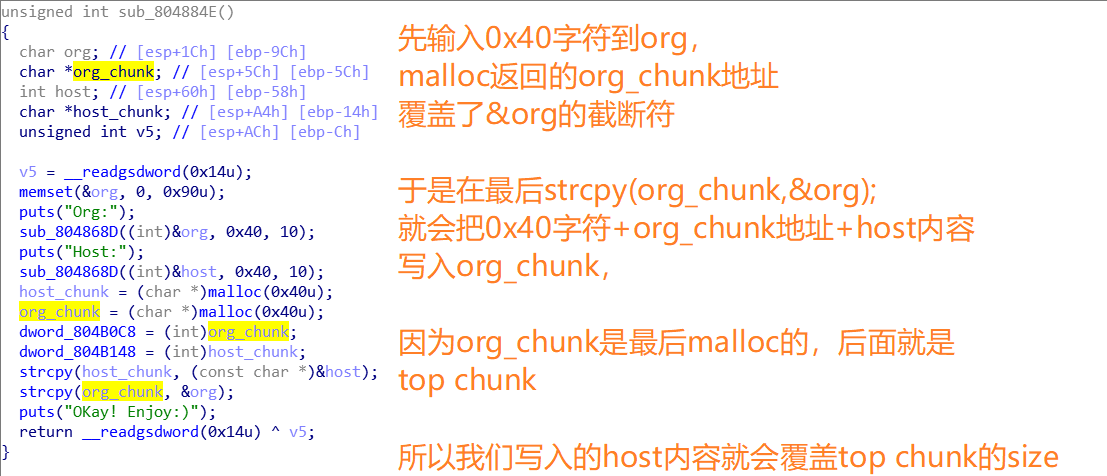 unsigned int sub_804884E()
{
char org; // [esp+1Ch] [ebp-9Ch]
char *org_chunk; // [esp+5Ch] [ebp-5Ch]
int host; // [esp+60h] [ebp-58h]
char *host_chunk; // [esp+A4h] [ebp-14h]
unsigned int v5; // [esp+ACh] [ebp-Ch]
v5 = __readgsdword(0x14u);
memset(&org, 0, 0x90u);
puts("Org:");
sub_804868D((int)&org, 0x40, 10);
puts("Host:");
sub_804868D((int)&host, 0x40, 10);
host_chunk = (char *)malloc(0x40u);
org_chunk = (char *)malloc(0x40u);
dword_804B0C8 = (int)org_chunk;
dword_804B148 = (int)host_chunk;
strcpy(host_chunk, (const char *)&host);
strcpy(org_chunk, &org);
puts("OKay! Enjoy:)");
return __readgsdword(0x14u) ^ v5;
}
先输入0x40字符到org，
malloc返回的org_chunk地址
覆盖了&org的截断符
于是在最后strcpy(org_chunk,&org);
就会把0x40字符+org_chunk地址+host内容
写入org_chunk，
因为org_chunk是最后malloc的，后面就是
top chunk
所以我们写入的host内容就会覆盖top chunk的size